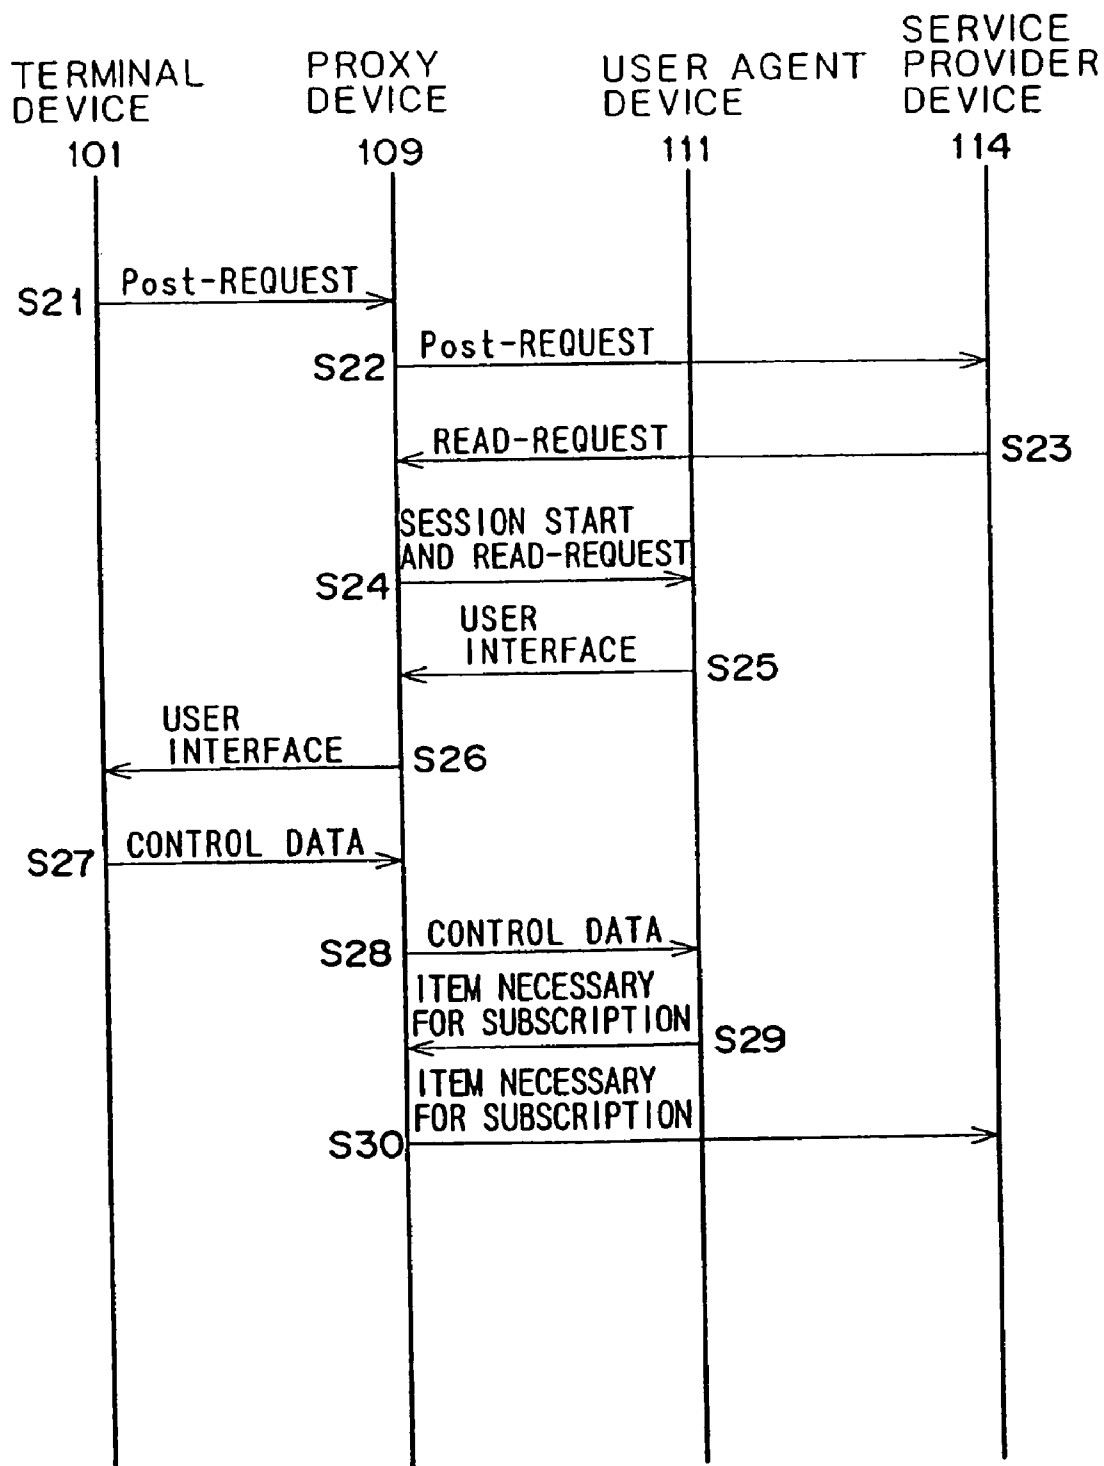 TERMINAL
DEVICE
101
PROXY
DEVICE
109
USER AGENT
DEVICE
111
SERVICE
PROVIDER
DEVICE
114
S21
Post-REQUEST
S22
Post-REQUEST
READ-REQUEST
S23
SESSION START
AND READ-REQUEST
S24
USER
INTERFACE
S25
USER
INTERFACE
S26
S27
CONTROL DATA
S28
CONTROL DATA
ITEM NECESSARY
FOR SUBSCRIPTION
S29
ITEM NECESSARY
FOR SUBSCRIPTION
S30